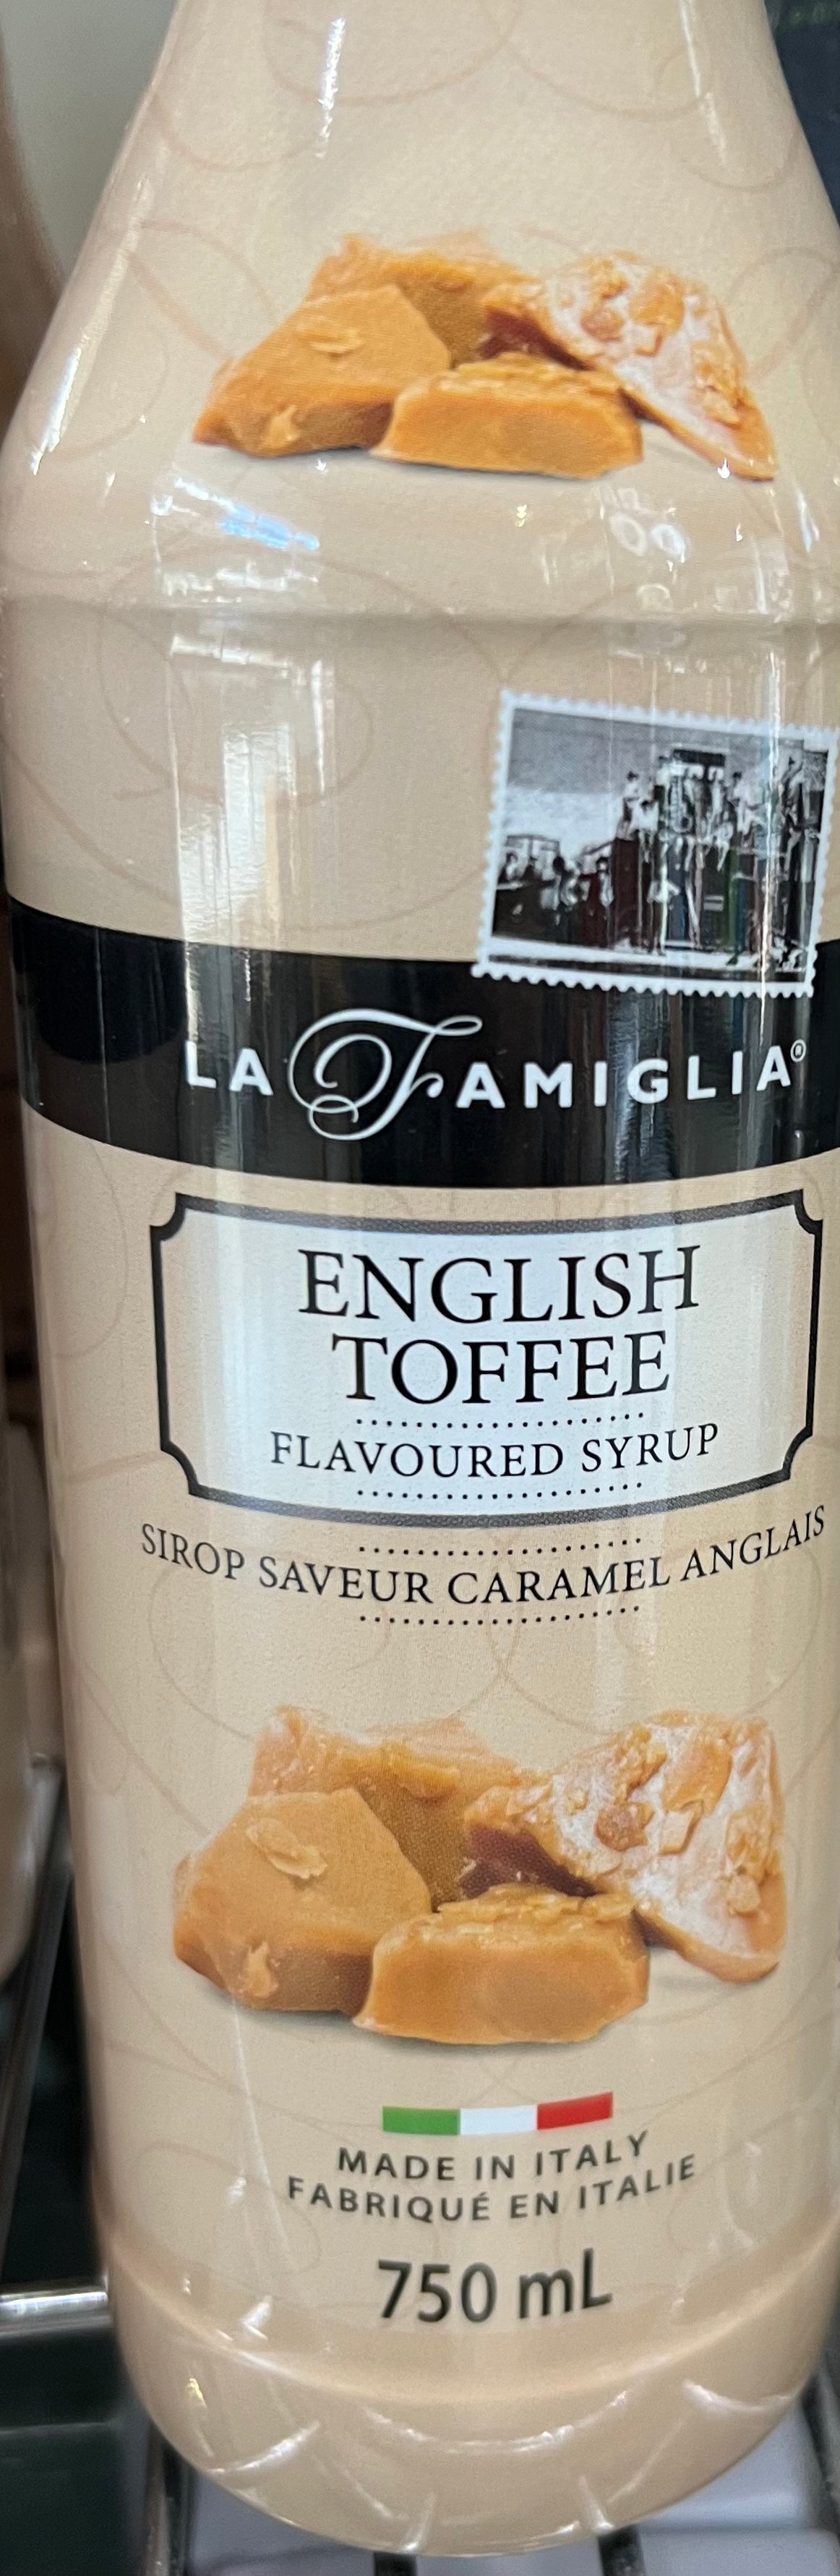 LA FAMIGLIA®
ENGLISH
TOFFEE
FLAVOURED SYRUP
SIROP SAVEUR CARAMEL ANGLAIS
MADE IN ITALY
FABRIQUÉ EN ITALIE
750 mL